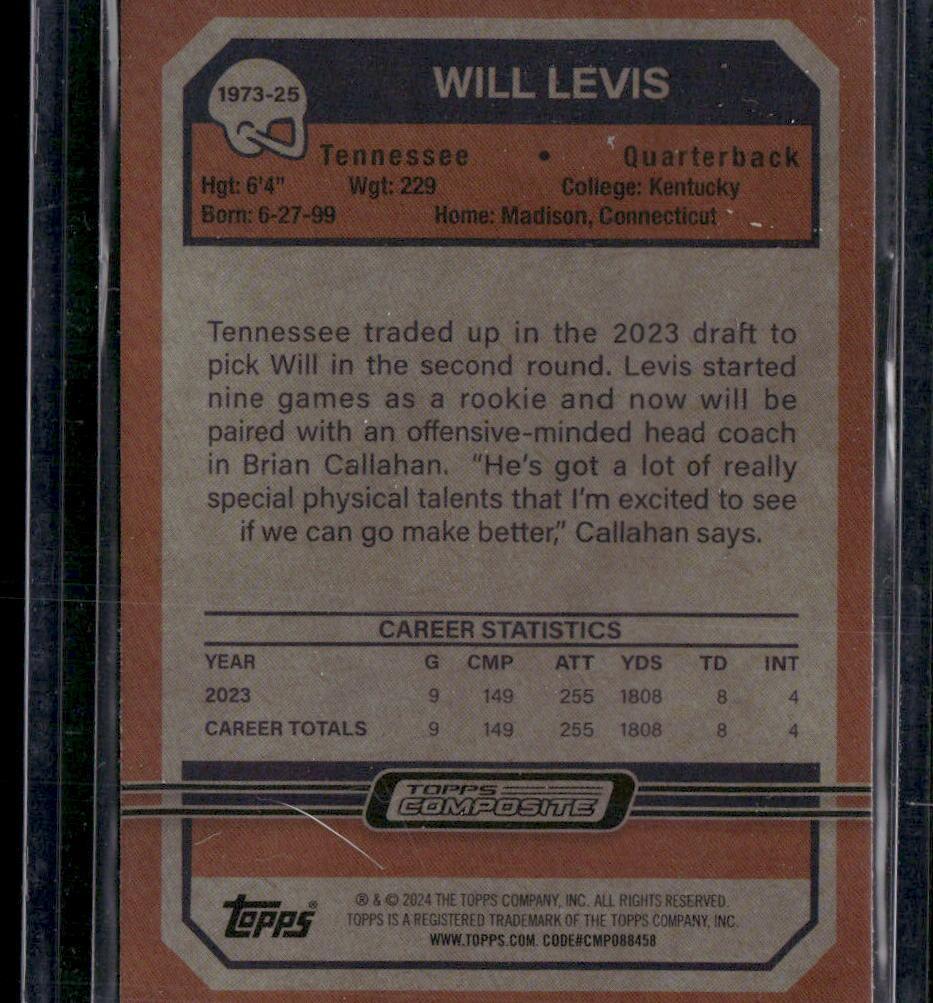 1973-25
WILL LEVIS
Tennessee • Quarterback
Hgt: 6'4" Wgt: 229 College: Kentucky
Born: 6-27-99 Home: Madison, Connecticut
Tennessee traded up in the 2023 draft to
pick Will in the second round. Levis started
nine games as a rookie and now will be
paired with an offensive-minded head coach
in Brian Callahan. “He’s got a lot of really
special physical talents that I’m excited to see
if we can go make better,” Callahan says.
CAREER STATISTICS
YEAR G CMP ATT YDS TD INT
2023 9 149 255 1808 8 4
CAREER TOTALS 9 149 255 1808 8 4
TOPPS
COMPOSITE
topps®
® & © 2024 THE TOPPS COMPANY, INC. ALL RIGHTS RESERVED.
TOPPS IS A REGISTERED TRADEMARK OF THE TOPPS COMPANY, INC.
WWW.TOPPS.COM. CODE#CMP088458